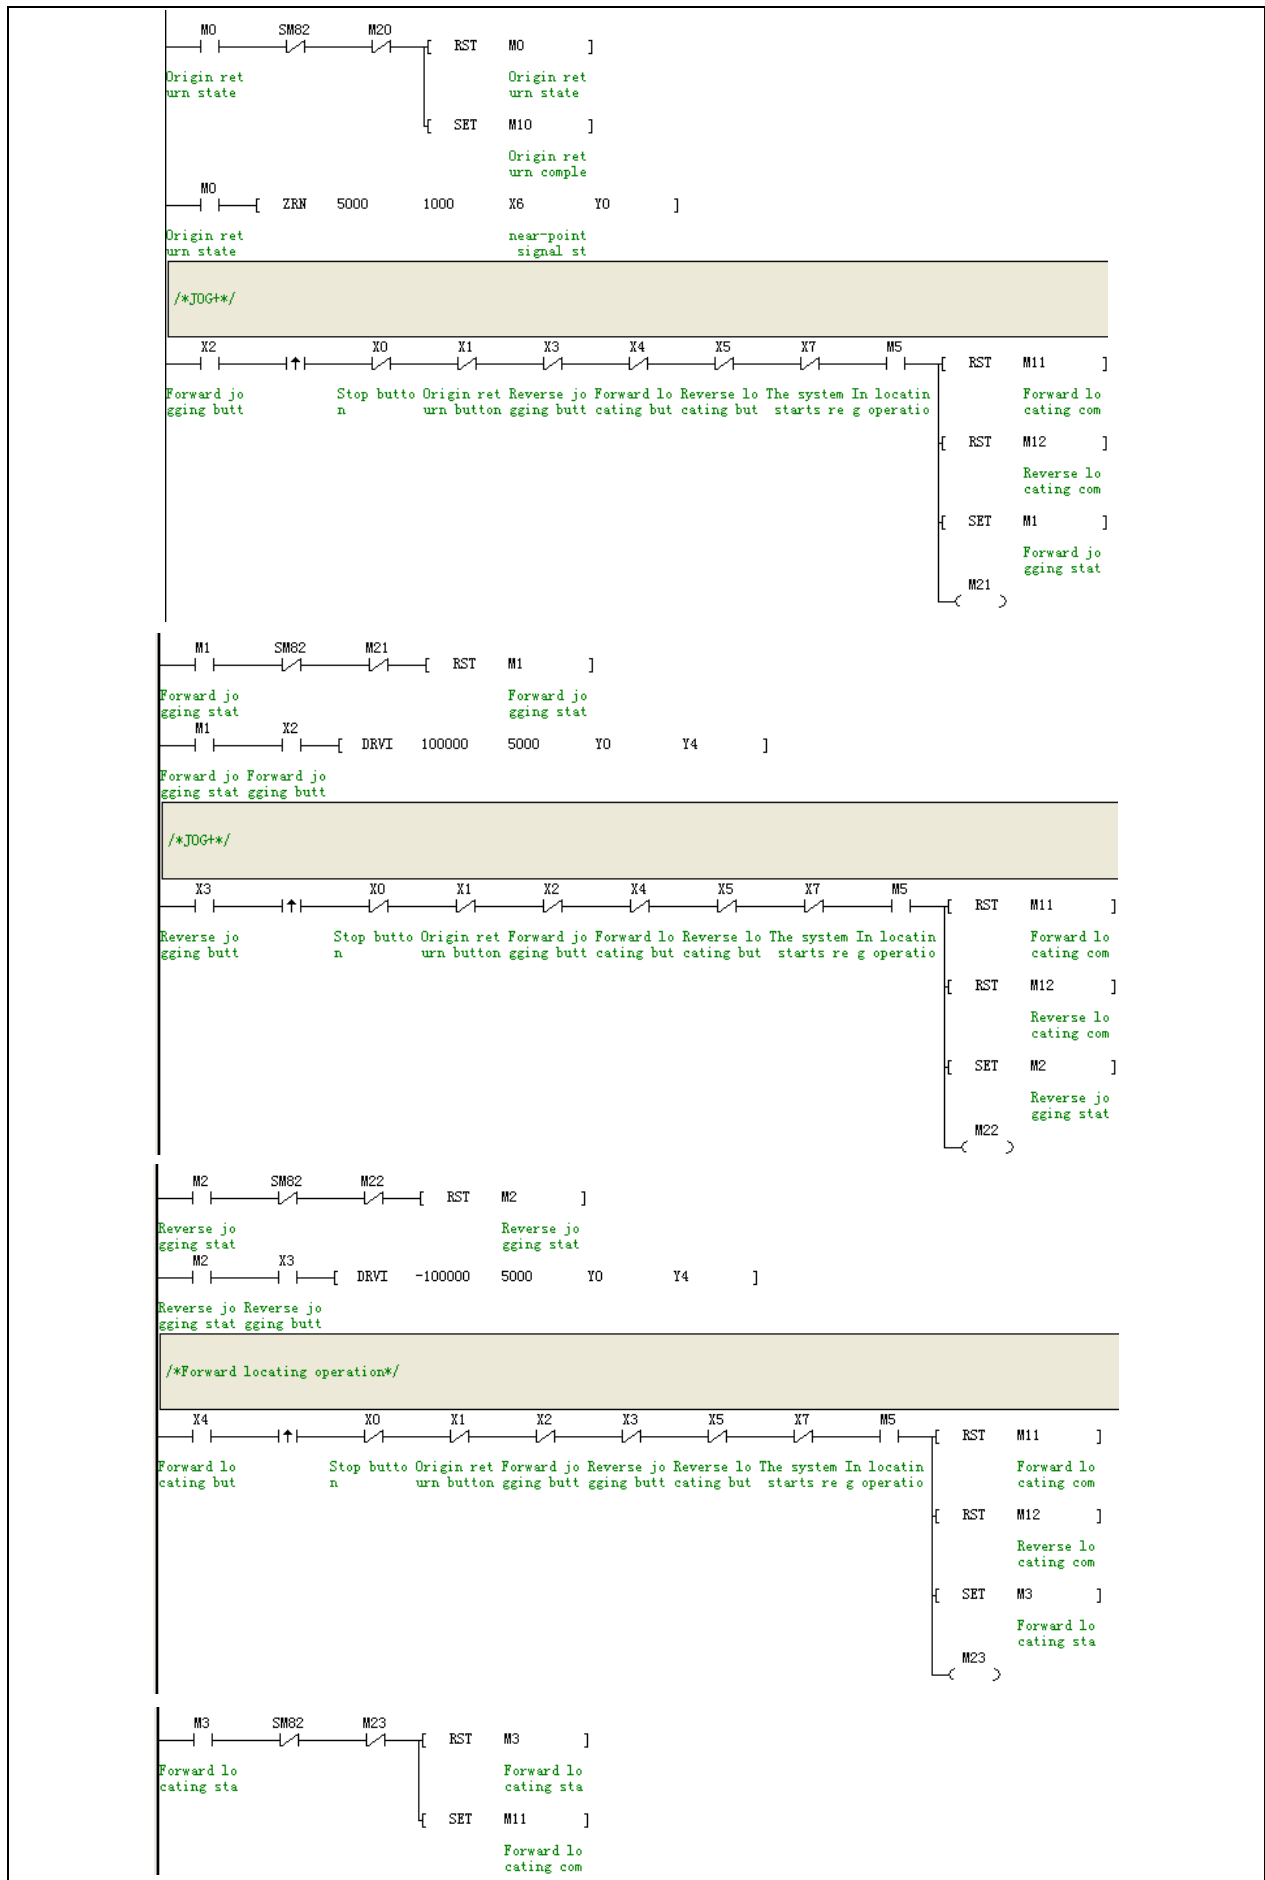 M0 SM82 M20
[ RST M0 ]
Origin ret Origin ret
urn state urn state
[ SET M10 ]
Origin ret
urn comple
M0
[ ZRN 5000 1000 X6 Y0 ]
Origin ret near-point
urn state signal st
/*JOG+*/
X2 X0 X1 X3 X4 X5 X7 M5
[ RST M11 ]
Forward jo Stop butto Origin ret Reverse jo Forward lo Reverse lo The system In locatin Forward lo
gging butt n urn button gging butt cating but cating but starts re g operatio cating com
[ RST M12 ]
Reverse lo
cating com
[ SET M1 ]
Forward jo
gging stat
M21
( )
M1 SM82 M21
[ RST M1 ]
Forward jo Forward jo
gging stat gging stat
M1 X2
[ DRVI 100000 5000 Y0 Y4 ]
Forward jo Forward jo
gging stat gging butt
/*JOG+*/
X3 X0 X1 X2 X4 X5 X7 M5
[ RST M11 ]
Reverse jo Stop butto Origin ret Forward jo Forward lo Reverse lo The system In locatin Forward lo
gging butt n urn button gging butt cating but cating but starts re g operatio cating com
[ RST M12 ]
Reverse lo
cating com
[ SET M2 ]
Reverse jo
gging stat
M22
( )
M2 SM82 M22
[ RST M2 ]
Reverse jo Reverse jo
gging stat gging stat
M2 X3
[ DRVI -100000 5000 Y0 Y4 ]
Reverse jo Reverse jo
gging stat gging butt
/*Forward locating operation*/
X4 X0 X1 X2 X3 X5 X7 M5
[ RST M11 ]
Forward lo Stop butto Origin ret Forward jo Reverse jo Reverse lo The system In locatin Forward lo
cating but n urn button gging butt gging butt cating but starts re g operatio cating com
[ RST M12 ]
Reverse lo
cating com
[ SET M3 ]
Forward lo
cating sta
M23
( )
M3 SM82 M23
[ RST M3 ]
Forward lo Forward lo
cating sta cating sta
[ SET M11 ]
Forward lo
cating com